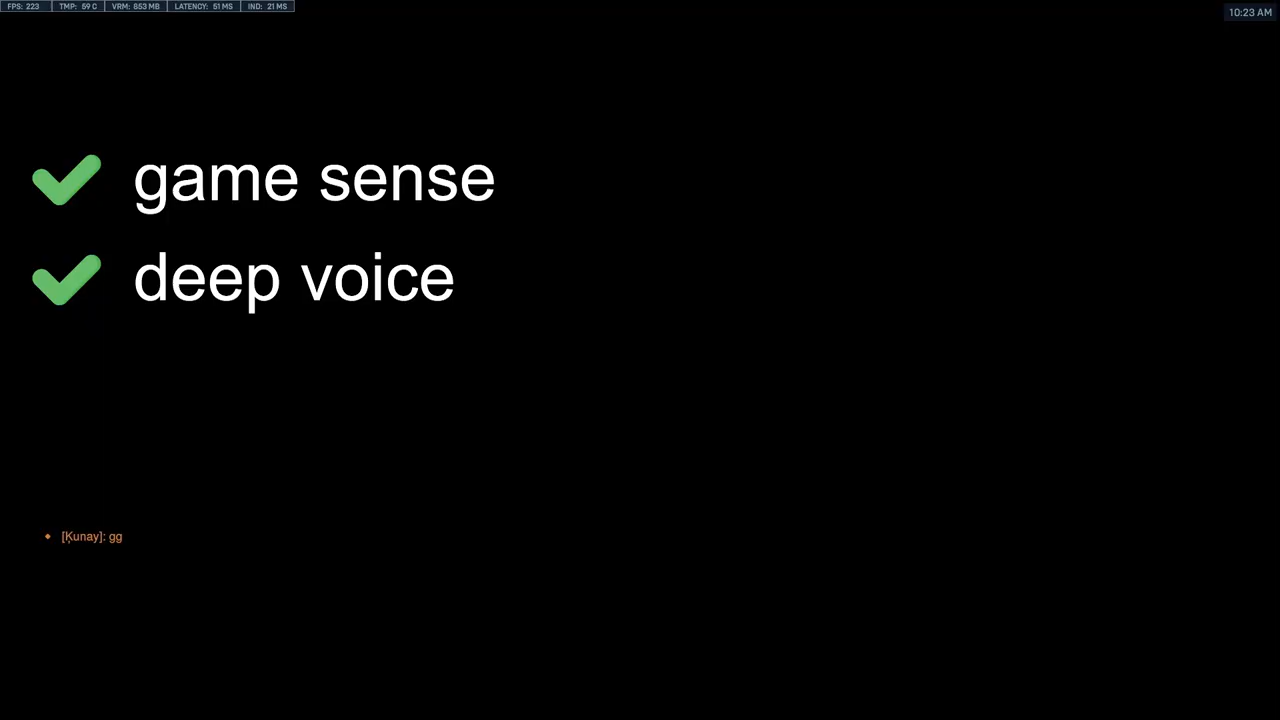 FPS: 223 TMP: 59 C VRM: 853 MB LATENCY: 51 MS IND: 21 MS
10:23 AM
game sense
deep voice
[Ķunay]: gg